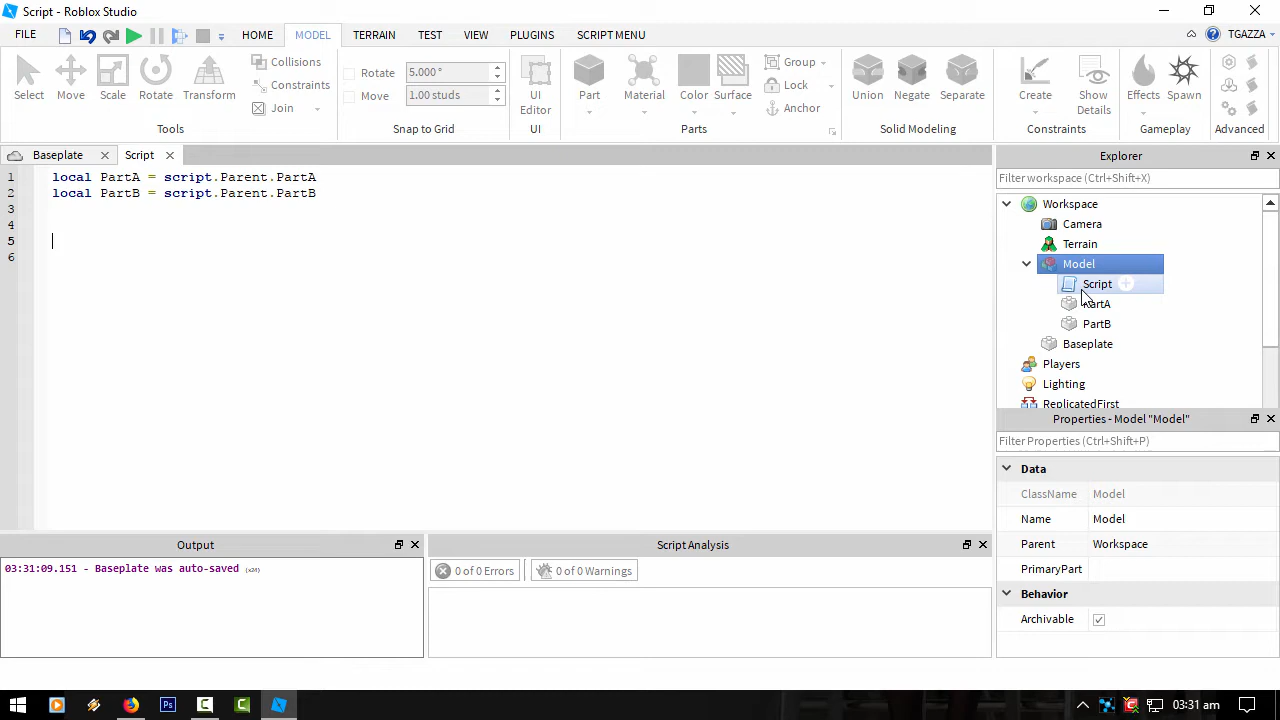 Script - Roblox Studio
FILE HOME MODEL TERRAIN TEST VIEW PLUGINS SCRIPT MENU TGAZZA
Select Move Scale Rotate Transform
Collisions
Constraints
Join
Tools
Rotate 5.000 °
Move 1.00 studs
Snap to Grid
UI Editor
UI
Part Material Color Surface
Group
Lock
Anchor
Parts
Union Negate Separate
Solid Modeling
Create Show Details
Constraints
Effects Spawn
Gameplay
Advanced
Baseplate Script
1 local PartA = script.Parent.PartA
2 local PartB = script.Parent.PartB
3
4
5
6
Explorer
Filter workspace (Ctrl+Shift+X)
Workspace
Camera
Terrain
Model
Script
PartA
PartB
Baseplate
Players
Lighting
ReplicatedFirst
Properties - Model "Model"
Filter Properties (Ctrl+Shift+P)
Data
ClassName Model
Name Model
Parent Workspace
PrimaryPart
Behavior
Archivable
Output
03:31:09.151 - Baseplate was auto-saved
Script Analysis
0 of 0 Errors 0 of 0 Warnings
Ps
03:31 am